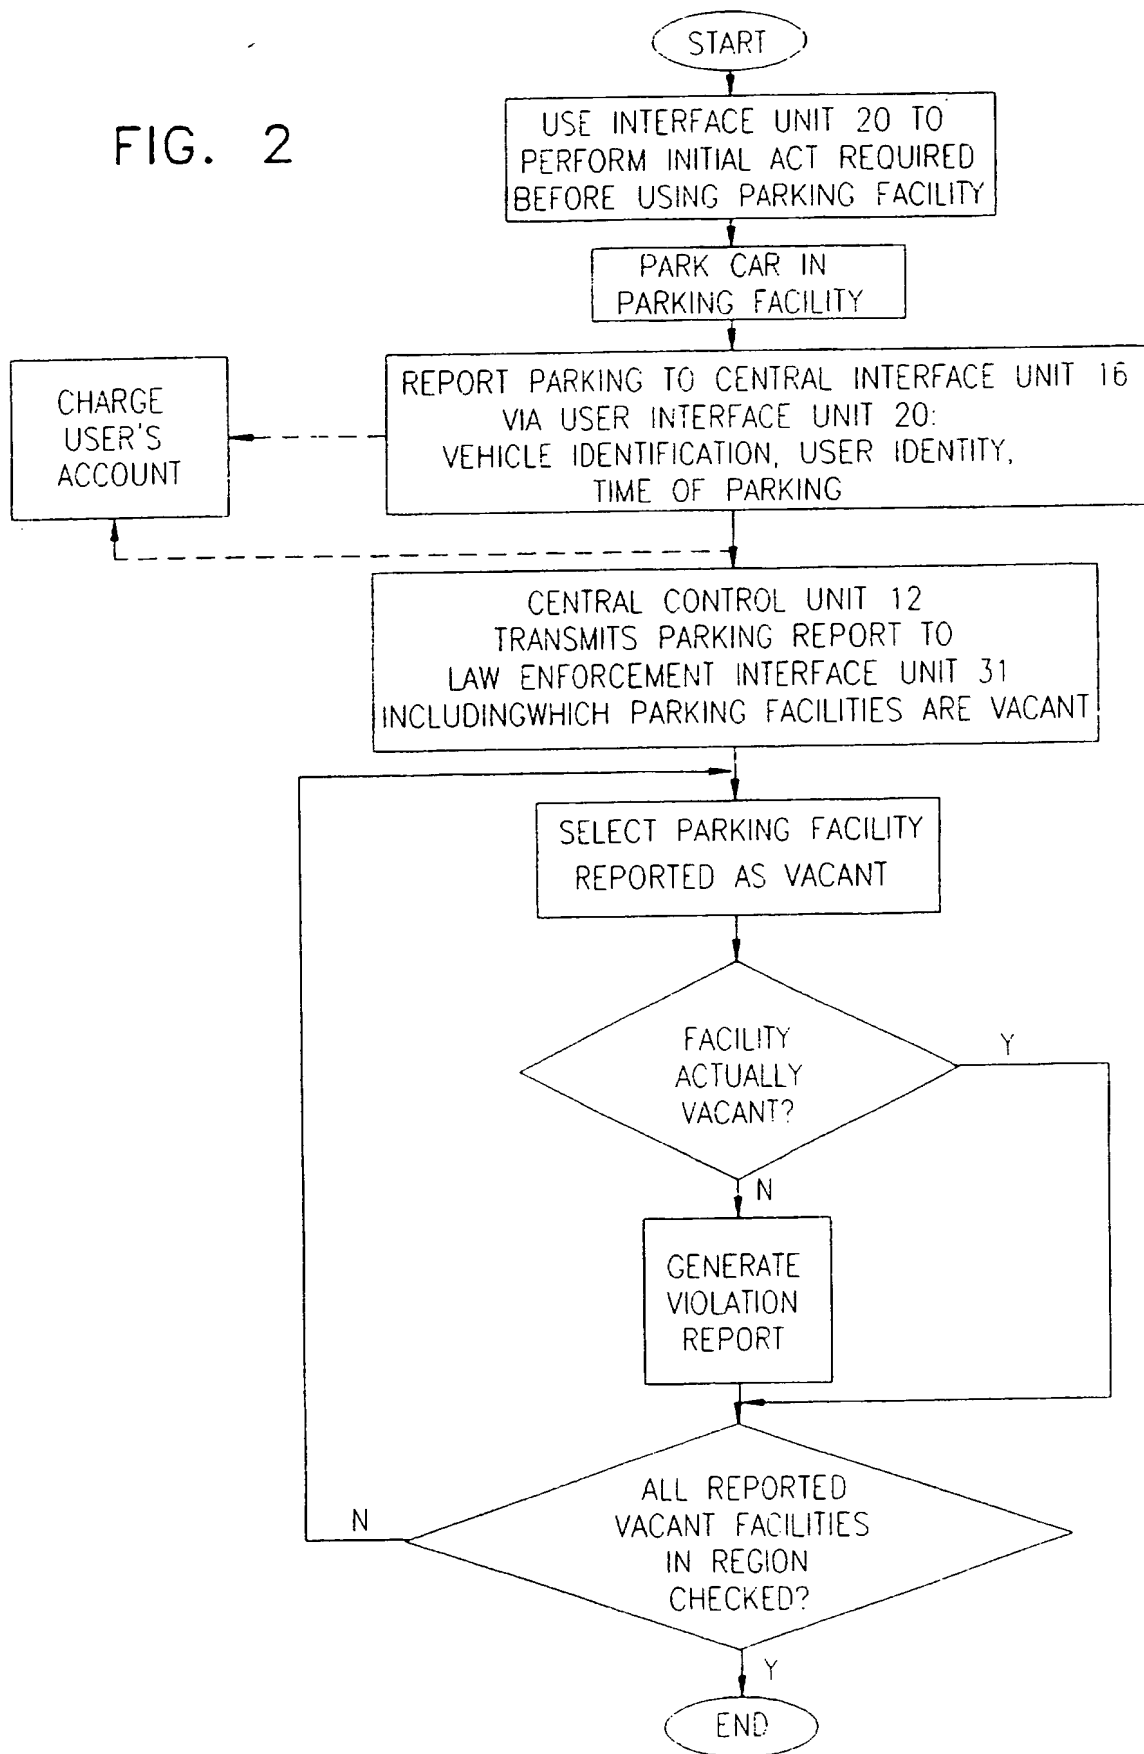 FIG. 2
START
USE INTERFACE UNIT 20 TO
PERFORM INITIAL ACT REQUIRED
BEFORE USING PARKING FACILITY
PARK CAR IN
PARKING FACILITY
REPORT PARKING TO CENTRAL INTERFACE UNIT 16
VIA USER INTERFACE UNIT 20:
VEHICLE IDENTIFICATION, USER IDENTITY,
TIME OF PARKING
CHARGE
USER'S
ACCOUNT
CENTRAL CONTROL UNIT 12
TRANSMITS PARKING REPORT TO
LAW ENFORCEMENT INTERFACE UNIT 31
INCLUDINGWHICH PARKING FACILITIES ARE VACANT
SELECT PARKING FACILITY
REPORTED AS VACANT
FACILITY
ACTUALLY
VACANT?
Y
N
GENERATE
VIOLATION
REPORT
ALL REPORTED
VACANT FACILITIES
IN REGION
CHECKED?
N
Y
END